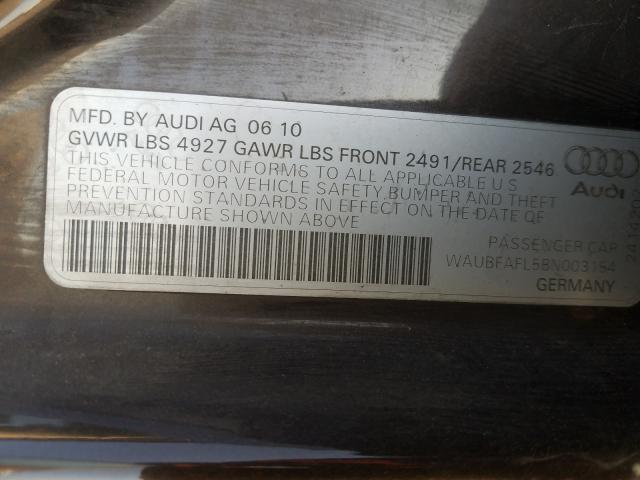 MFD. BY AUDI AG 06 10
GVWR LBS 4927 GAWR LBS FRONT 2491/REAR 2546
THIS VEHICLE CONFORMS TO ALL APPLICABLE U S
FEDERAL MOTOR VEHICLE SAFETY BUMPER AND THEFT
PREVENTION STANDARDS IN EFFECT ON THE DATE OF
MANUFACTURE SHOWN ABOVE
Audi
PASSENGER CAR
WAUBFAFL5BN003154
GERMANY